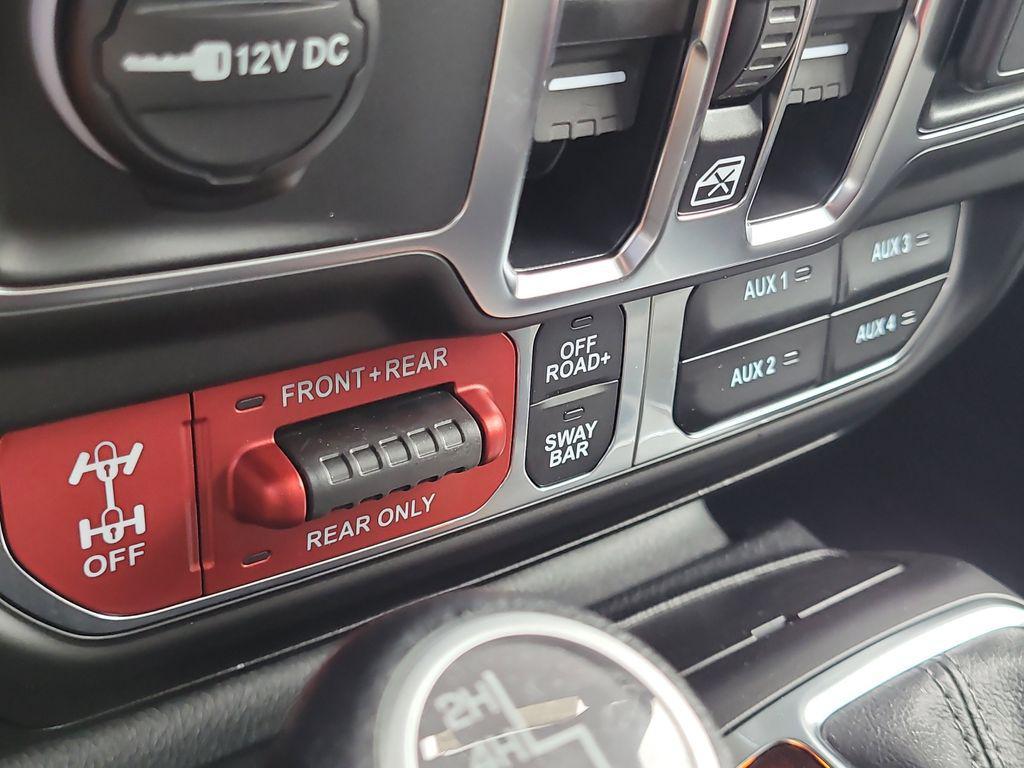 12V DC
AUX 3
AUX 1
AUX 4
AUX 2
OFF
ROAD+
SWAY
BAR
FRONT+REAR
REAR ONLY
OFF
2H
4H